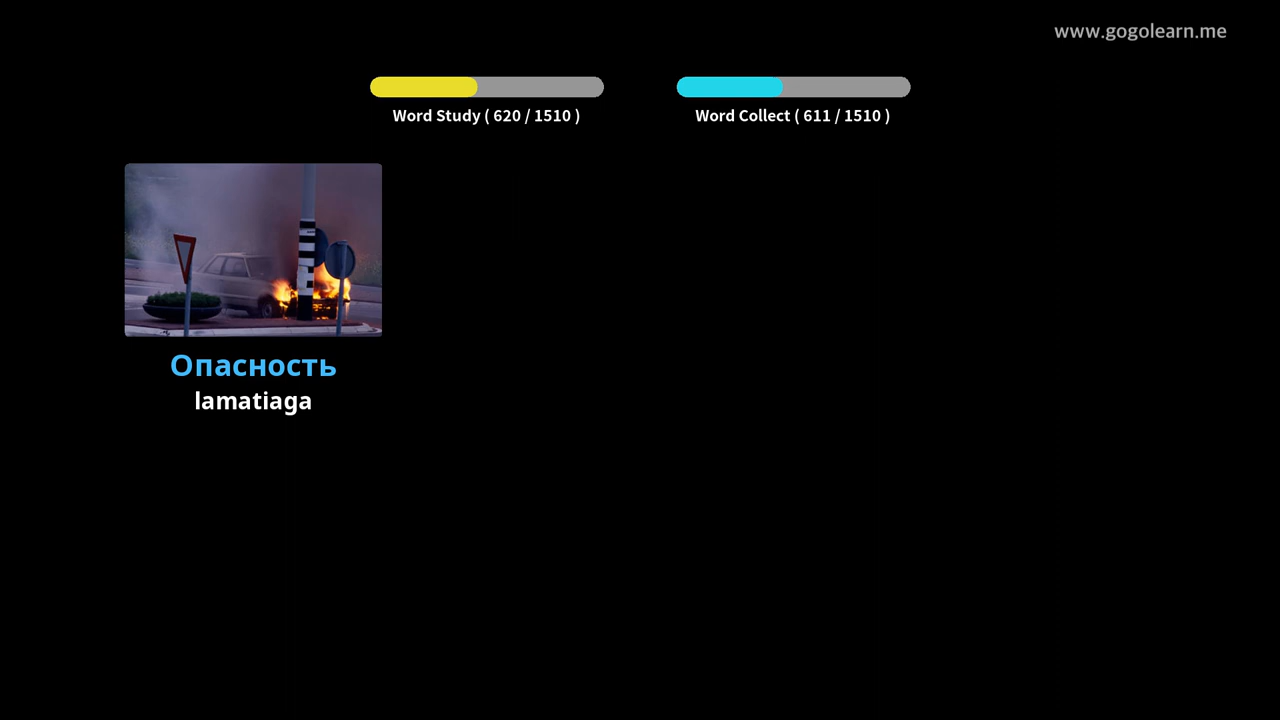 www.gogolearn.me
Word Study ( 620 / 1510 )
Word Collect ( 611 / 1510 )
Опасность
lamatiaga